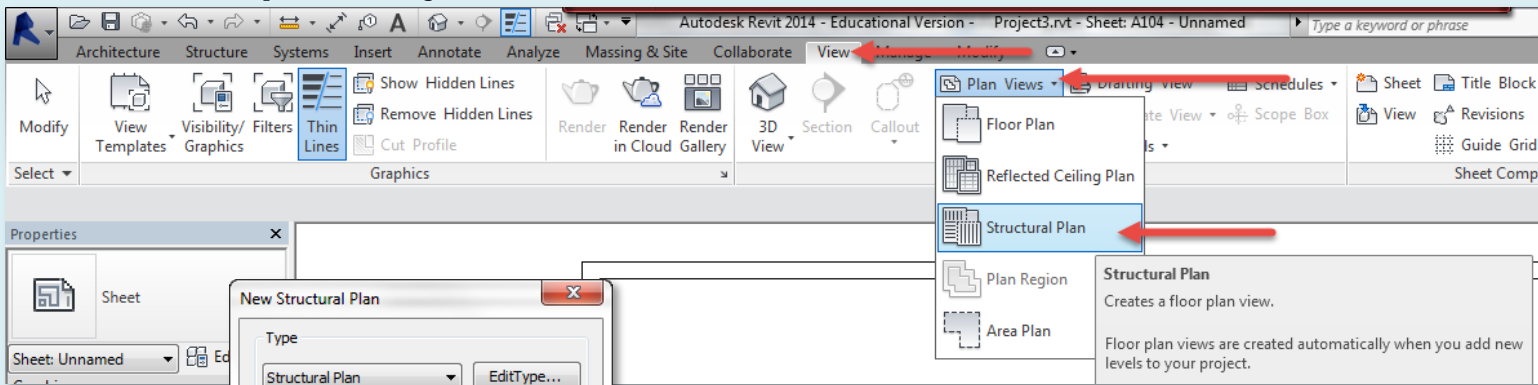 Autodesk Revit 2014 - Educational Version - Project3.rvt - Sheet: A104 - Unnamed
Type a keyword or phrase
Architecture Structure Systems Insert Annotate Analyze Massing & Site Collaborate View Manage Modify
Show Hidden Lines
Remove Hidden Lines
Cut Profile
Modify
View Templates
Visibility/ Graphics
Filters
Thin Lines
Render
Render in Cloud
Render Gallery
3D View
Section
Callout
Plan Views
Drafting View
Schedules
Scope Box
Sheet
Title Block
View
Revisions
Guide Grid
Select
Graphics
Sheet Comp
Floor Plan
Reflected Ceiling Plan
Structural Plan
Plan Region
Area Plan
Structural Plan
Creates a floor plan view.
Floor plan views are created automatically when you add new
levels to your project.
Properties
Sheet
Sheet: Unnamed
Ed
New Structural Plan
Type
Structural Plan
EditType...